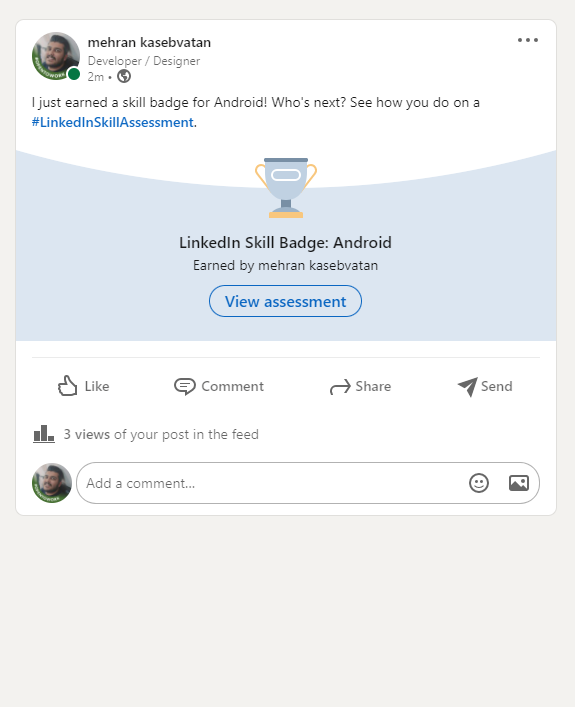 mehran kasebvatan
Developer / Designer
2m •
I just earned a skill badge for Android! Who's next? See how you do on a
#LinkedInSkillAssessment.
LinkedIn Skill Badge: Android
Earned by mehran kasebvatan
View assessment
Like Comment Share Send
3 views of your post in the feed
Add a comment...